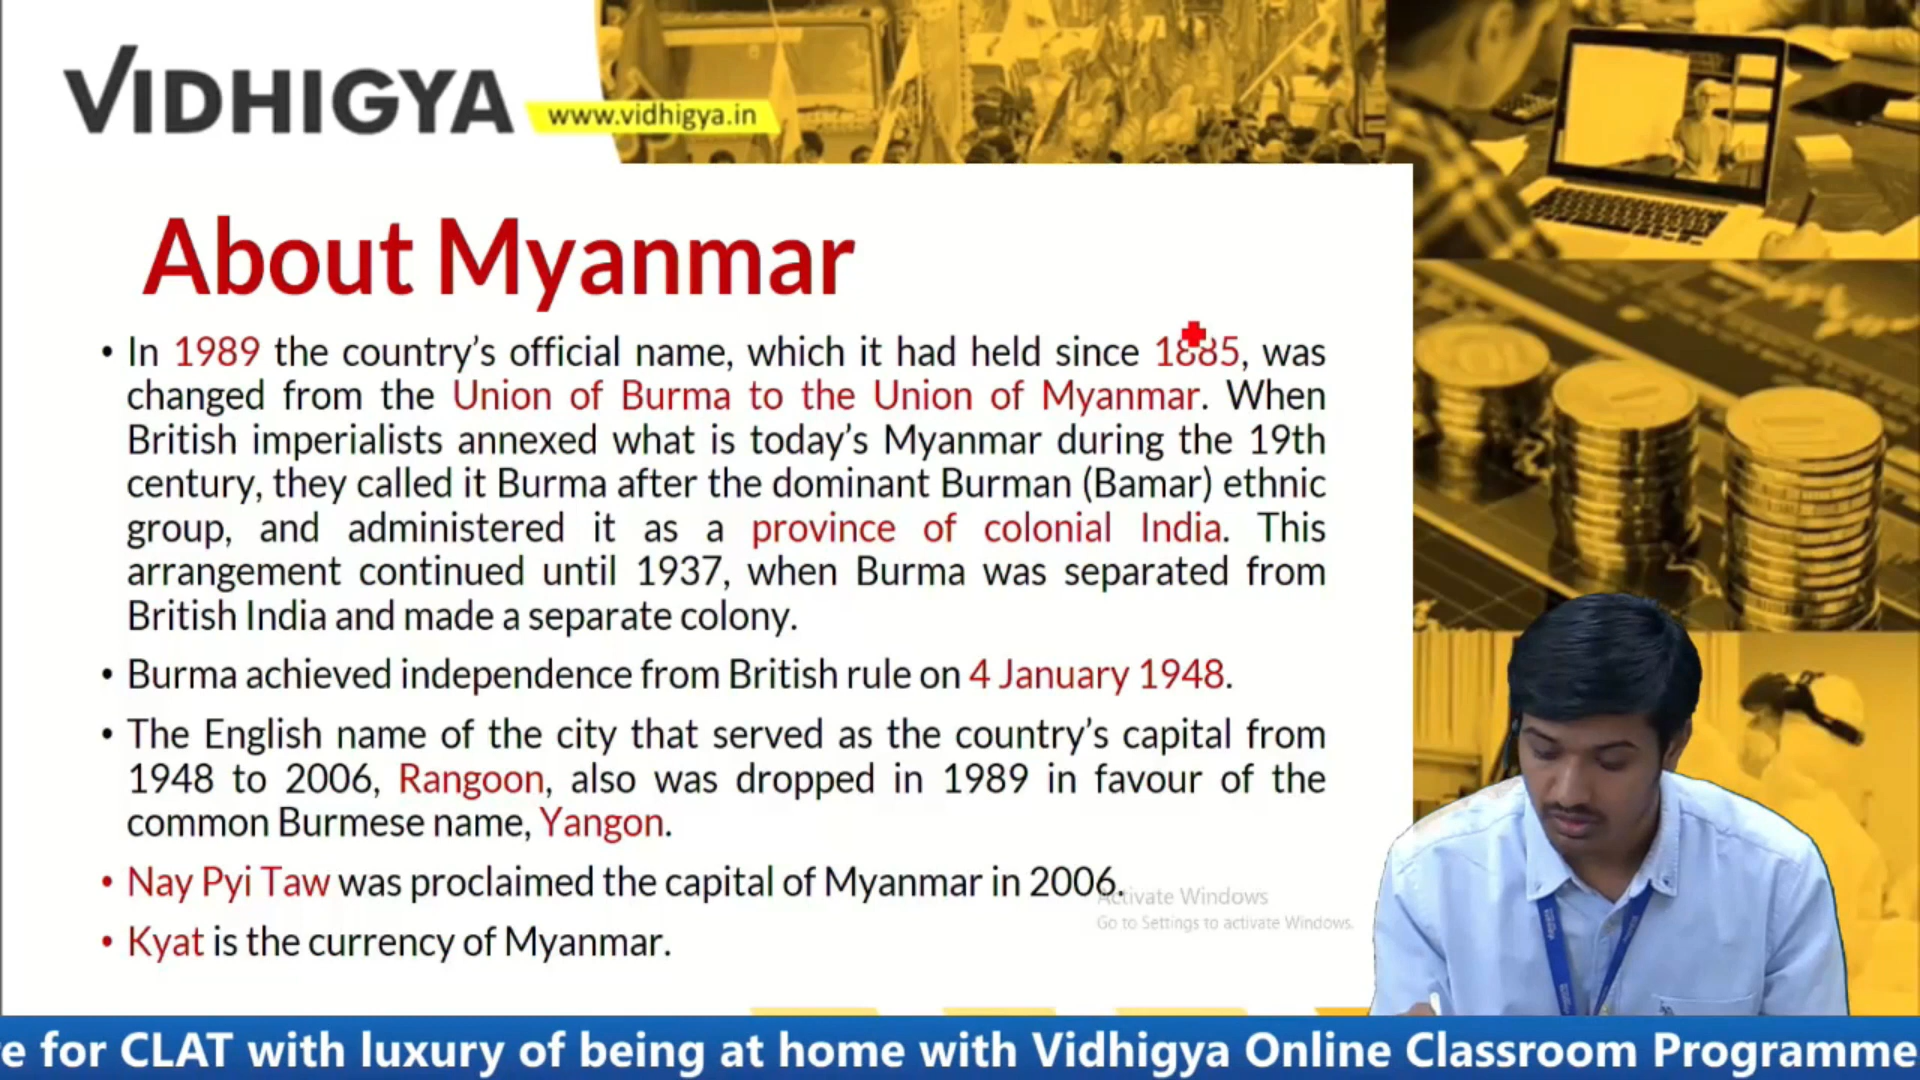 VIDHIGYA
www.vidhigya.in
About Myanmar
• In 1989 the country's official name, which it had held since 1885, was
changed from the Union of Burma to the Union of Myanmar. When
British imperialists annexed what is today's Myanmar during the 19th
century, they called it Burma after the dominant Burman (Bamar) ethnic
group, and administered it as a province of colonial India. This
arrangement continued until 1937, when Burma was separated from
British India and made a separate colony.
• Burma achieved independence from British rule on 4 January 1948.
• The English name of the city that served as the country's capital from
1948 to 2006, Rangoon, also was dropped in 1989 in favour of the
common Burmese name, Yangon.
• Nay Pyi Taw was proclaimed the capital of Myanmar in 2006.
• Kyat is the currency of Myanmar.
Activate Windows
Go to Settings to activate Windows.
e for CLAT with luxury of being at home with Vidhigya Online Classroom Programme